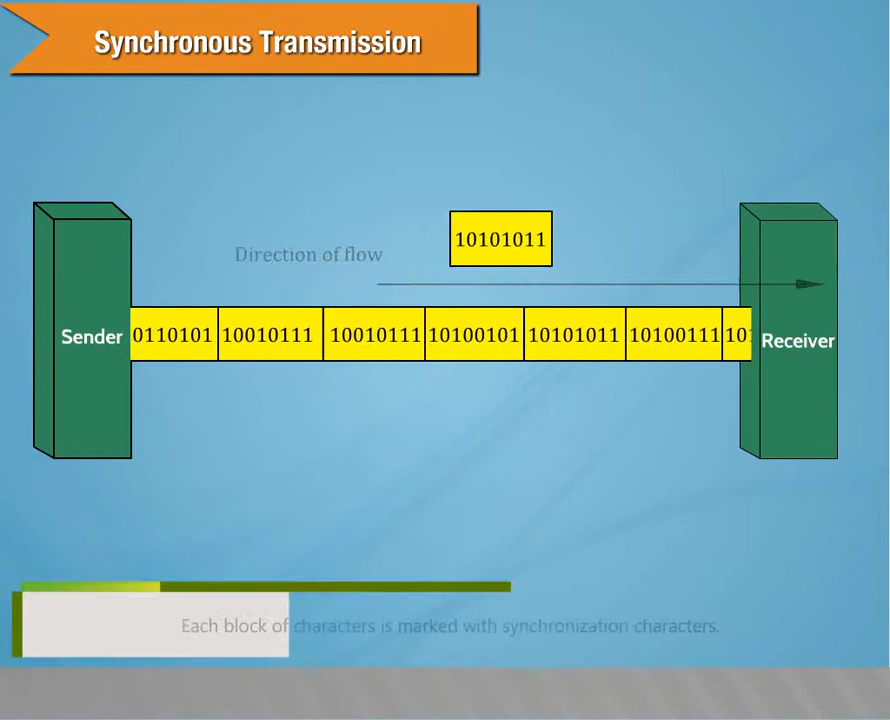 Synchronous Transmission
10101011
Direction of flow
Sender
0110101 10010111 10010111 10100101 10101011 10100111 101
Receiver
Each block of characters is marked with synchronization characters.